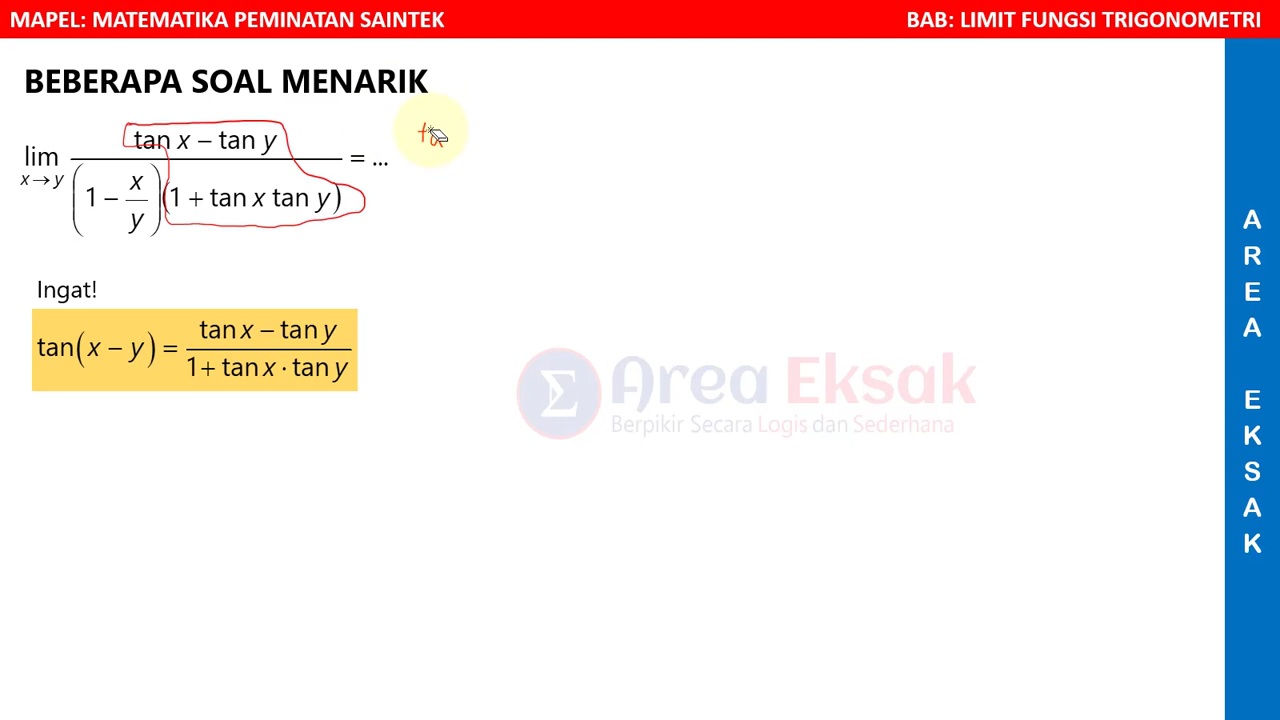 MAPEL: MATEMATIKA PEMINATAN SAINTEK
BAB: LIMIT FUNGSI TRIGONOMETRI
BEBERAPA SOAL MENARIK
tan x − tan y
lim x→y (1 − x/y)(1 + tan x tan y) = ...
ta
Ingat!
tan(x − y) = tan x − tan y
1+ tan x · tan y
Area Eksak
Berpikir Secara Logis dan Sederhana
AREA EKSAK